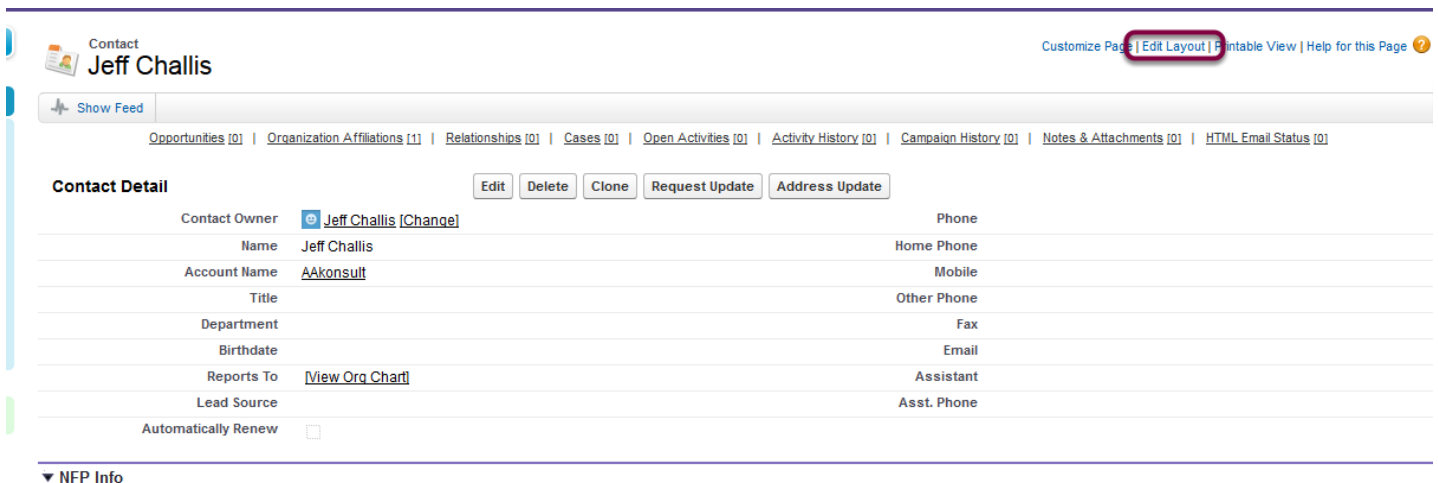 Contact
Jeff Challis
Customize Page | Edit Layout | Printable View | Help for this Page
Show Feed
Opportunities [0] | Organization Affiliations [1] | Relationships [0] | Cases [0] | Open Activities [0] | Activity History [0] | Campaign History [0] | Notes & Attachments [0] | HTML Email Status [0]
Contact Detail Edit Delete Clone Request Update Address Update
Contact Owner Jeff Challis [Change] Phone
Name Jeff Challis Home Phone
Account Name AAkonsult Mobile
Title Other Phone
Department Fax
Birthdate Email
Reports To [View Org Chart] Assistant
Lead Source Asst. Phone
Automatically Renew
NFP Info